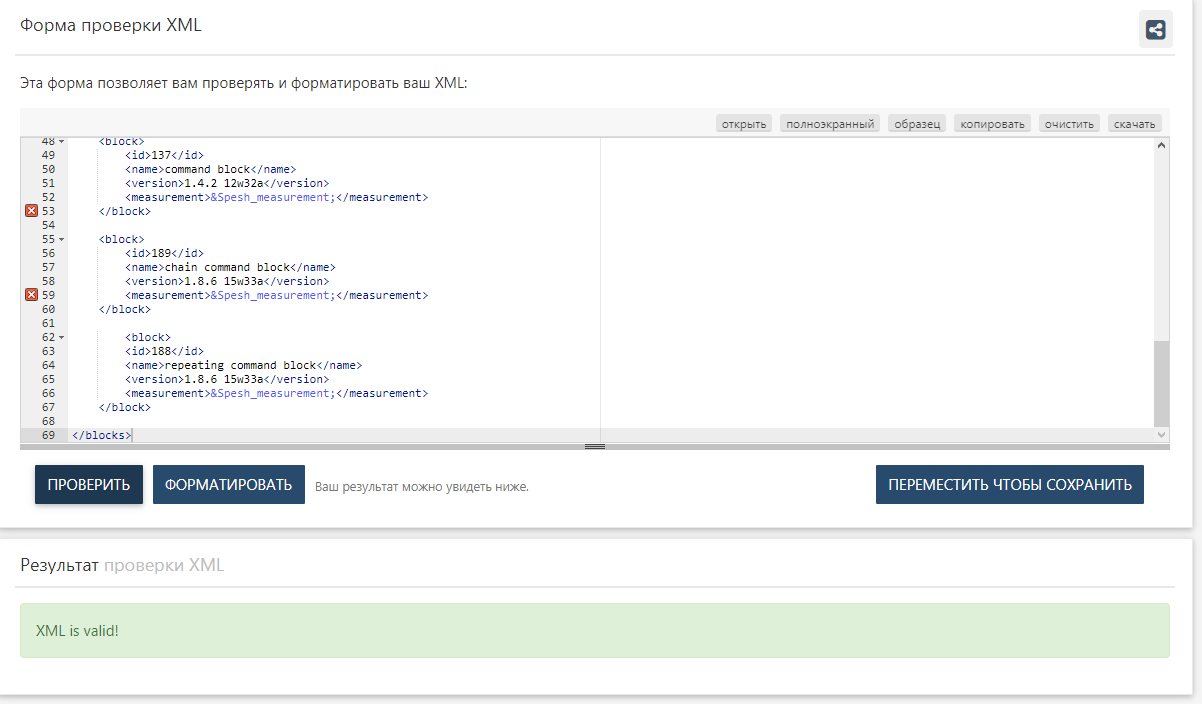 Форма проверки XML
Эта форма позволяет вам проверять и форматировать ваш XML:
открыть полноэкранный образец копировать очистить скачать
48 <block>
49 <id>137</id>
50 <name>command block</name>
51 <version>1.4.2 12w32a</version>
52 <measurement>&Spesh_measurement;</measurement>
53 </block>
54
55 <block>
56 <id>189</id>
57 <name>chain command block</name>
58 <version>1.8.6 15w33a</version>
59 <measurement>&Spesh_measurement;</measurement>
60 </block>
61
62 <block>
63 <id>188</id>
64 <name>repeating command block</name>
65 <version>1.8.6 15w33a</version>
66 <measurement>&Spesh_measurement;</measurement>
67 </block>
68
69 </blocks>
ПРОВЕРИТЬ ФОРМАТИРОВАТЬ Ваш результат можно увидеть ниже. ПЕРЕМЕСТИТЬ ЧТОБЫ СОХРАНИТЬ
Результат проверки XML
XML is valid!